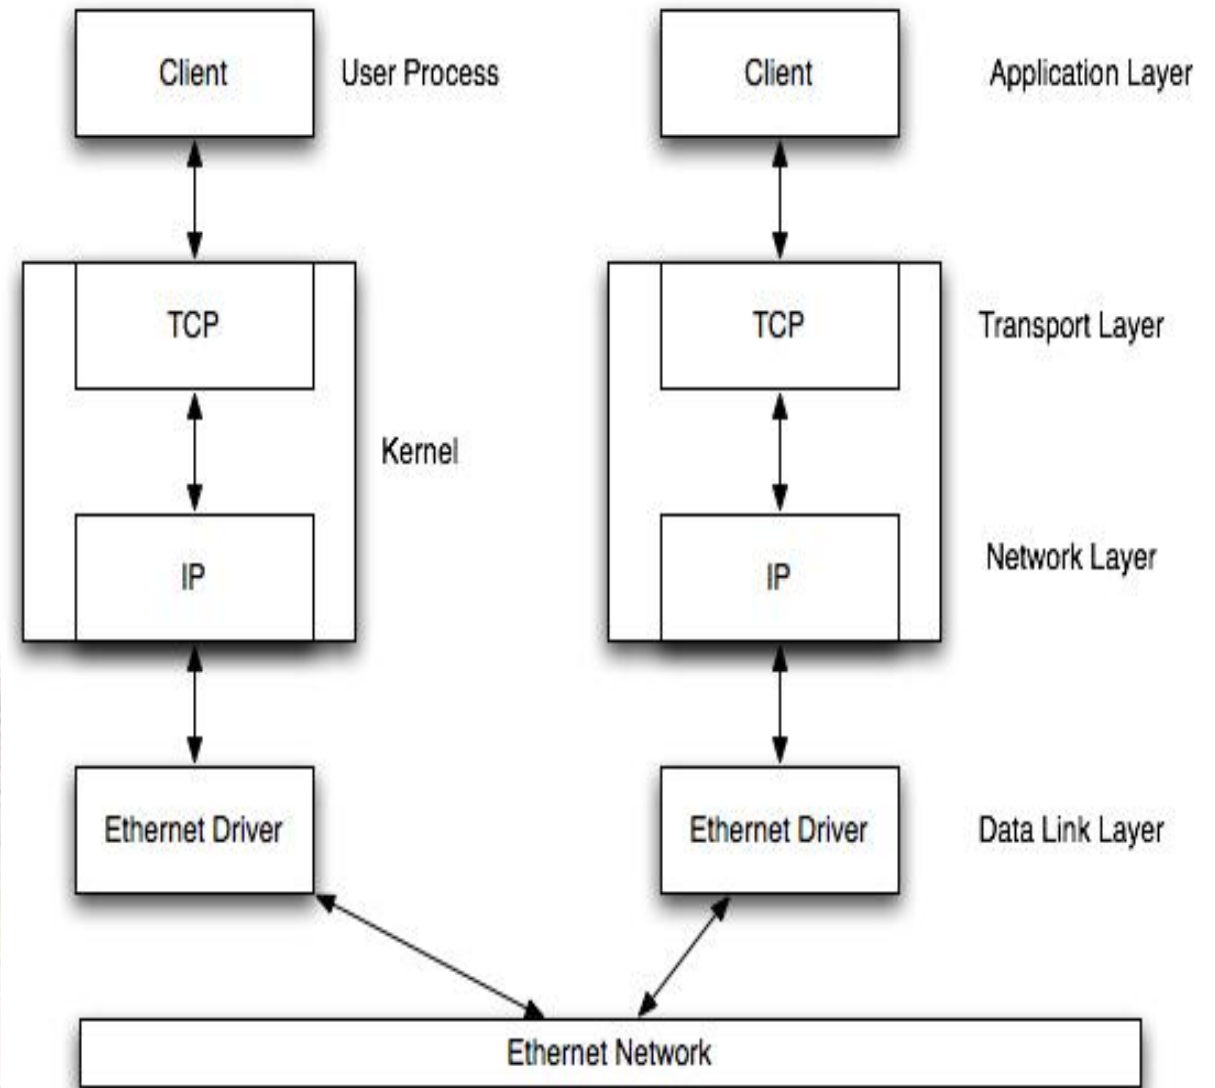 Client User Process Client Application Layer
TCP TCP Transport Layer
Kernel
IP IP Network Layer
Ethernet Driver Ethernet Driver Data Link Layer
Ethernet Network